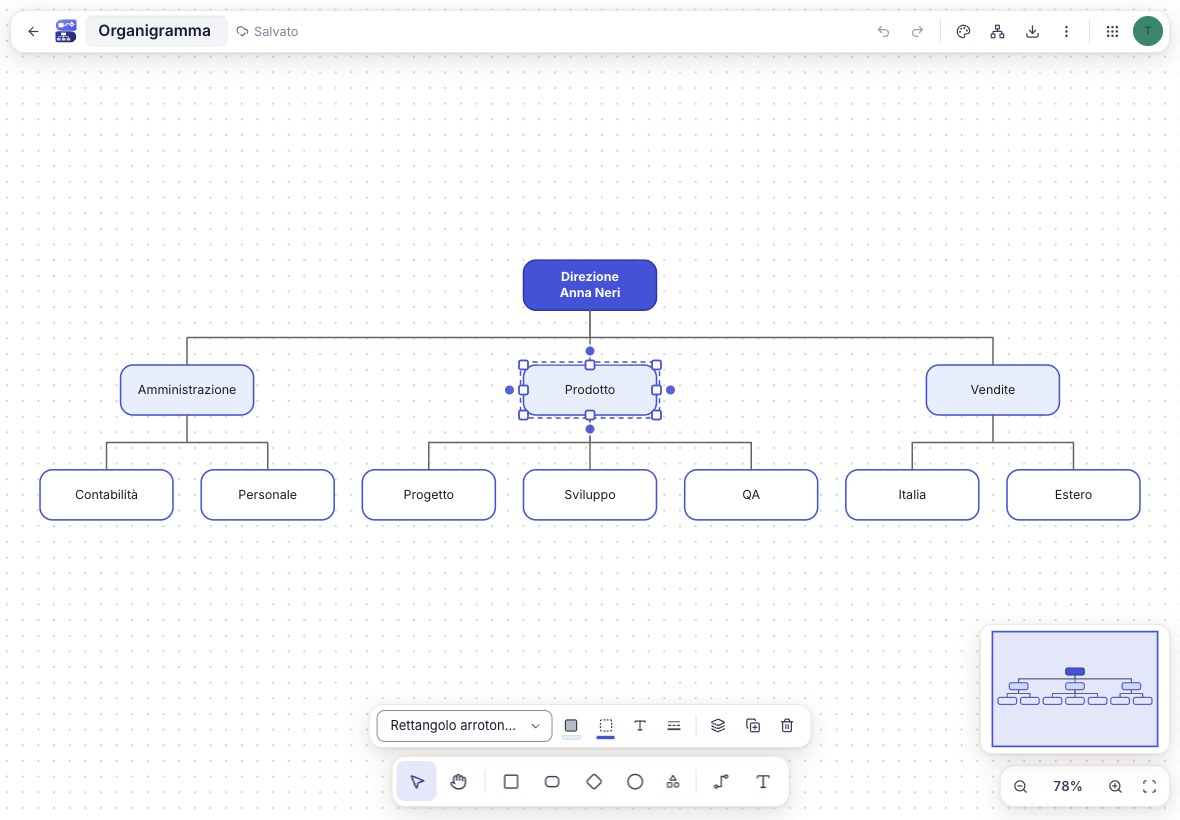 Organigramma
Salvato
T
Direzione
Anna Neri
Amministrazione
Prodotto
Vendite
Contabilità
Personale
Progetto
Sviluppo
QA
Italia
Estero
Rettangolo arroton...
78%